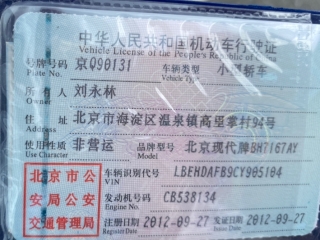 中华人民共和国机动车行驶证
Vehicle License of the People's Republic of China
号牌号码 京Q90131 车辆类型 小型轿车
Plate No. Vehicle Type
所有人 刘永林
Owner
住址 北京市海淀区温泉镇高里掌村94号
Address
使用性质 非营运 品牌型号 北京现代牌BH7167AY
Use Character Model
北京市公 车辆识别代号 LBEHDAFB9CY905104
VIN
安局公安 发动机号码 CB538134
Engine No.
交通管理局 注册日期 2012-09-27 发证日期 2012-09-27
Register Date Issue Date